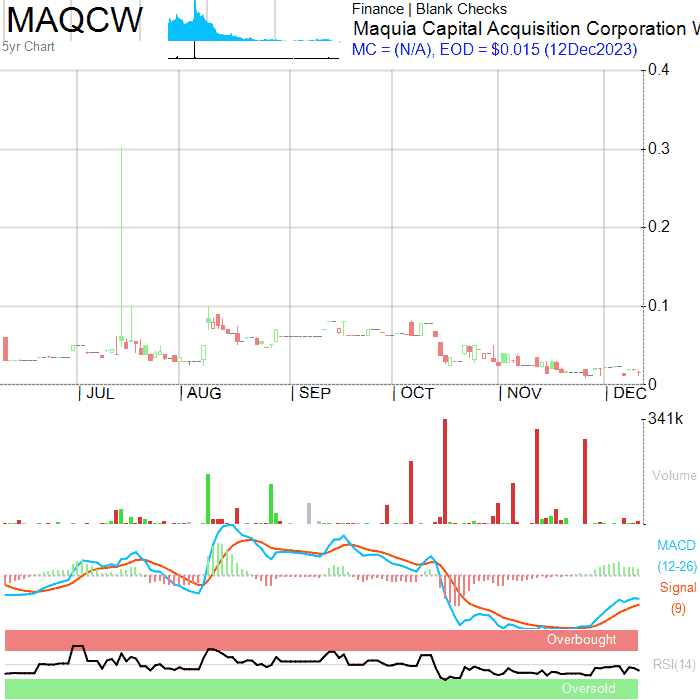 MAQCW
5yr Chart
Finance | Blank Checks
Maquia Capital Acquisition Corporation W
MC = (N/A), EOD = $0.015 (12Dec2023)
0.4
0.3
0.2
0.1
0
JUL AUG SEP OCT NOV DEC
341k
Volume
MACD
(12-26)
Signal
(9)
Overbought
RSI(14)
Oversold